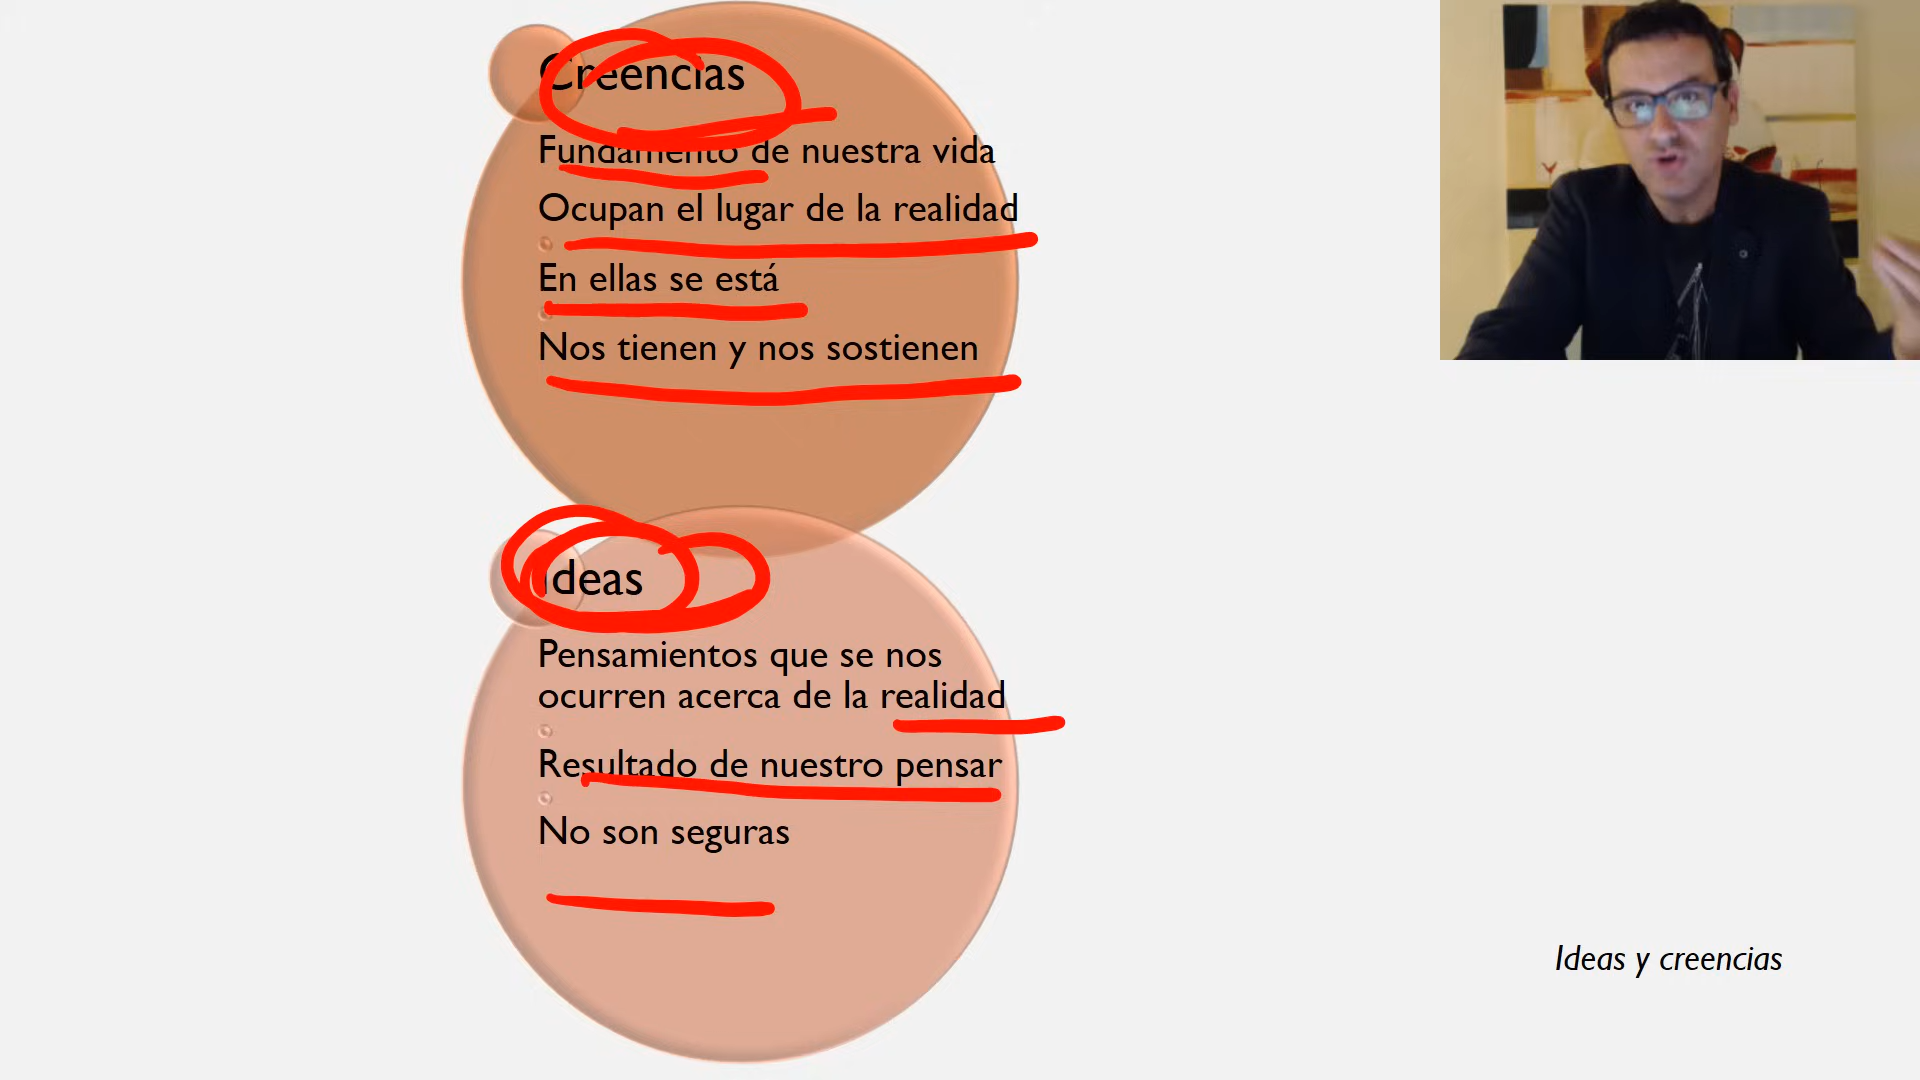 Creencias
Fundamento de nuestra vida
Ocupan el lugar de la realidad
En ellas se está
Nos tienen y nos sostienen
Ideas
Pensamientos que se nos
ocurren acerca de la realidad
Resultado de nuestro pensar
No son seguras
Ideas y creencias